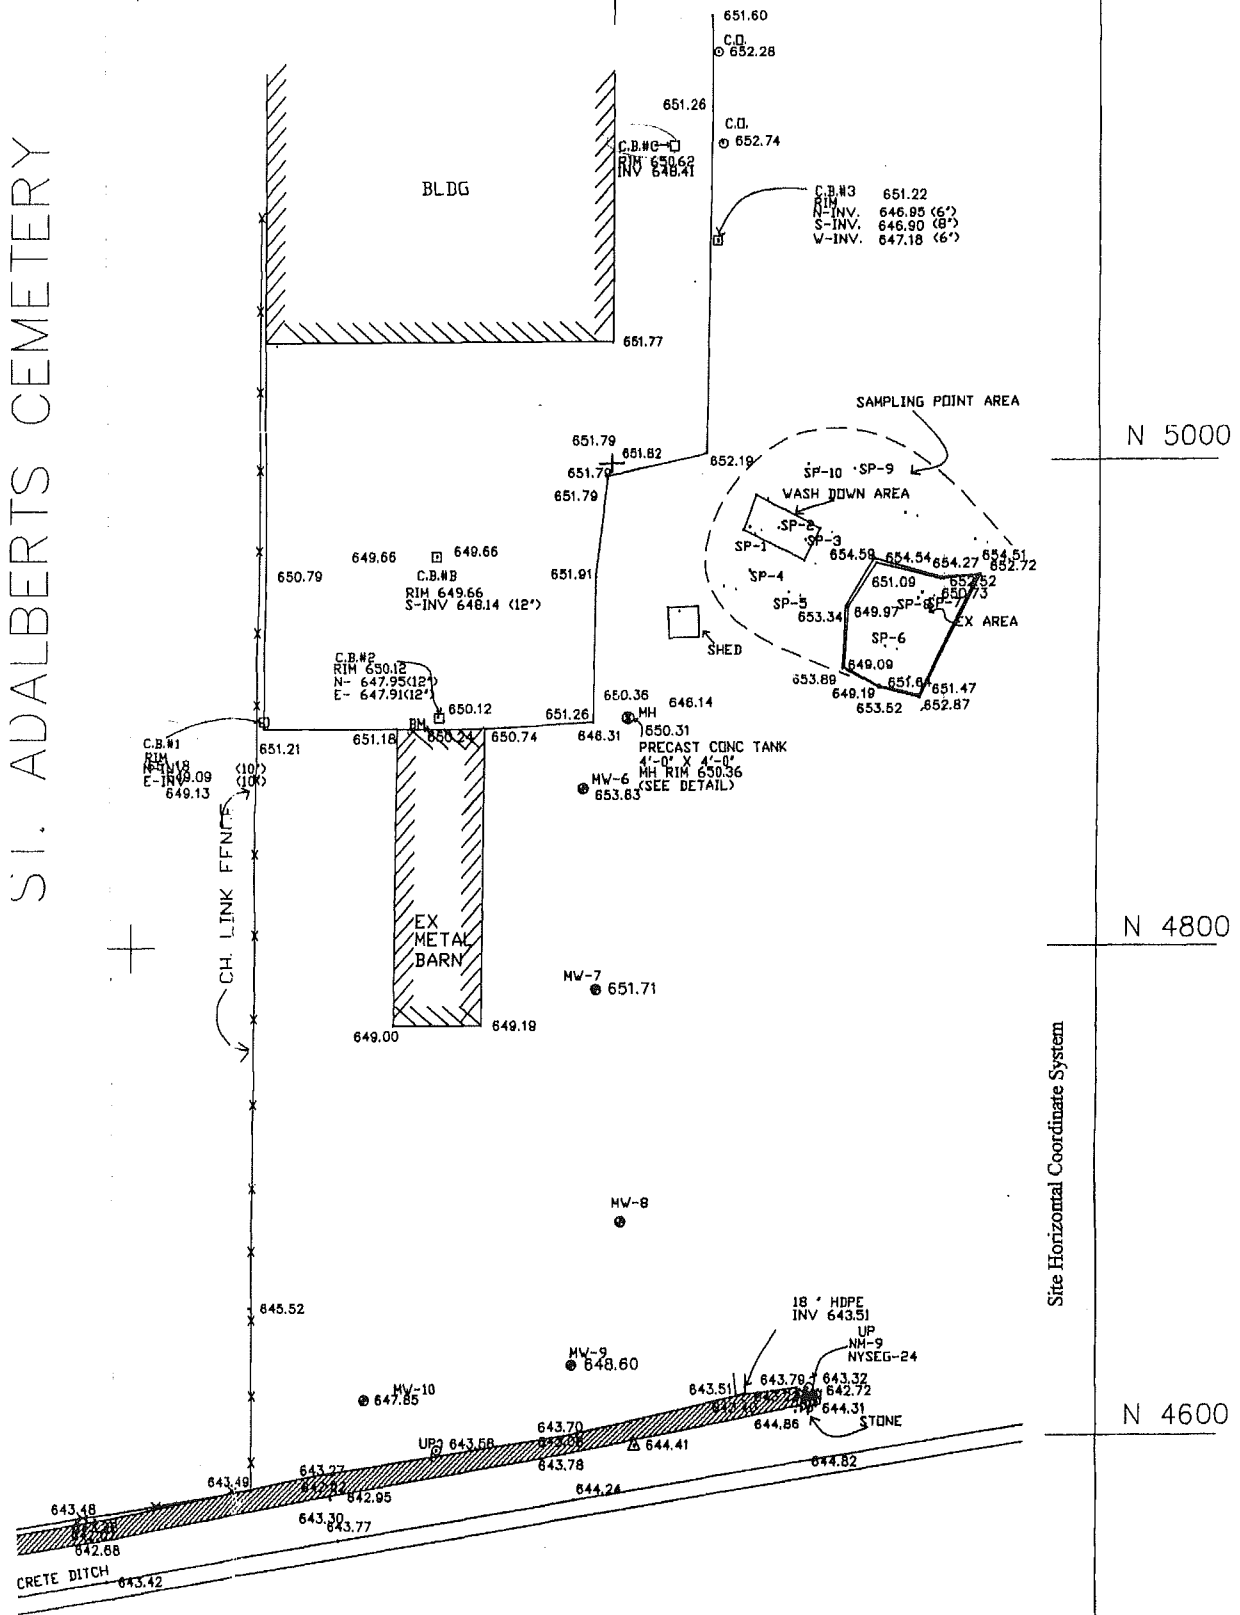 651.60
C.O.
652.28
651.26
C.O.
652.74
C.B.#C
RIM 650.62
INV 648.41
BLDG
C.B.#3 651.22
RIM
N-INV. 646.95 (6")
S-INV. 646.90 (8")
W-INV. 647.18 (6")
ST. ADALBERTS CEMETERY
651.77
SAMPLING POINT AREA
N 5000
651.79
651.82
651.79
652.19
651.79
SP-10
SP-9
WASH DOWN AREA
SP-2
SP-1
SP-3
SP-4
SP-5
654.59
654.54
654.27
654.51
652.72
652.52
650.73
651.09
649.97
653.34
SP-8
SP-7
EX AREA
SP-6
649.66
649.66
C.B.#B
RIM 649.66
S-INV 648.14 (12")
650.79
651.91
SHED
649.09
653.89
649.19
651.64
651.47
653.52
652.87
C.B.#2
RIM 650.12
N- 647.95(12")
E- 647.91(12")
650.12
BM
650.36
646.14
MH
650.31
651.26
646.31
651.21
651.18
650.24
650.74
PRECAST CONC TANK
4'-0" X 4'-0"
MH RIM 650.36
(SEE DETAIL)
C.B.#1
RIM
N-INV (10")
649.09
E-INV (10")
649.13
MW-6
653.83
CH. LINK FENCE
EX
METAL
BARN
N 4800
MW-7
651.71
649.00
649.19
Site Horizontal Coordinate System
MW-8
645.52
18 " HDPE
INV 643.51
UP
NM-9
NYSEG-24
MW-9
648.60
MW-10
647.85
643.51
643.79
643.32
642.72
644.31
644.86
STONE
N 4600
643.70
UP
643.58
644.41
643.78
644.82
643.27
643.49
642.95
644.24
643.48
643.30
643.77
642.68
CRETE DITCH
643.42